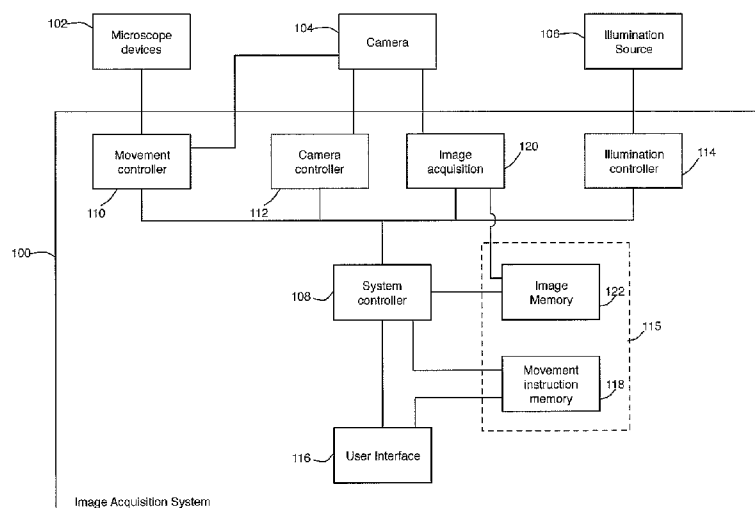 102
Microscope
devices
104
Camera
106
Illumination
Source
Movement
controller
110
Camera
controller
112
Image
acquisition
120
Illumination
controller
114
100
108
System
controller
Image
Memory
122
115
Movement
instruction
memory
118
116
User Interface
Image Acquisition System